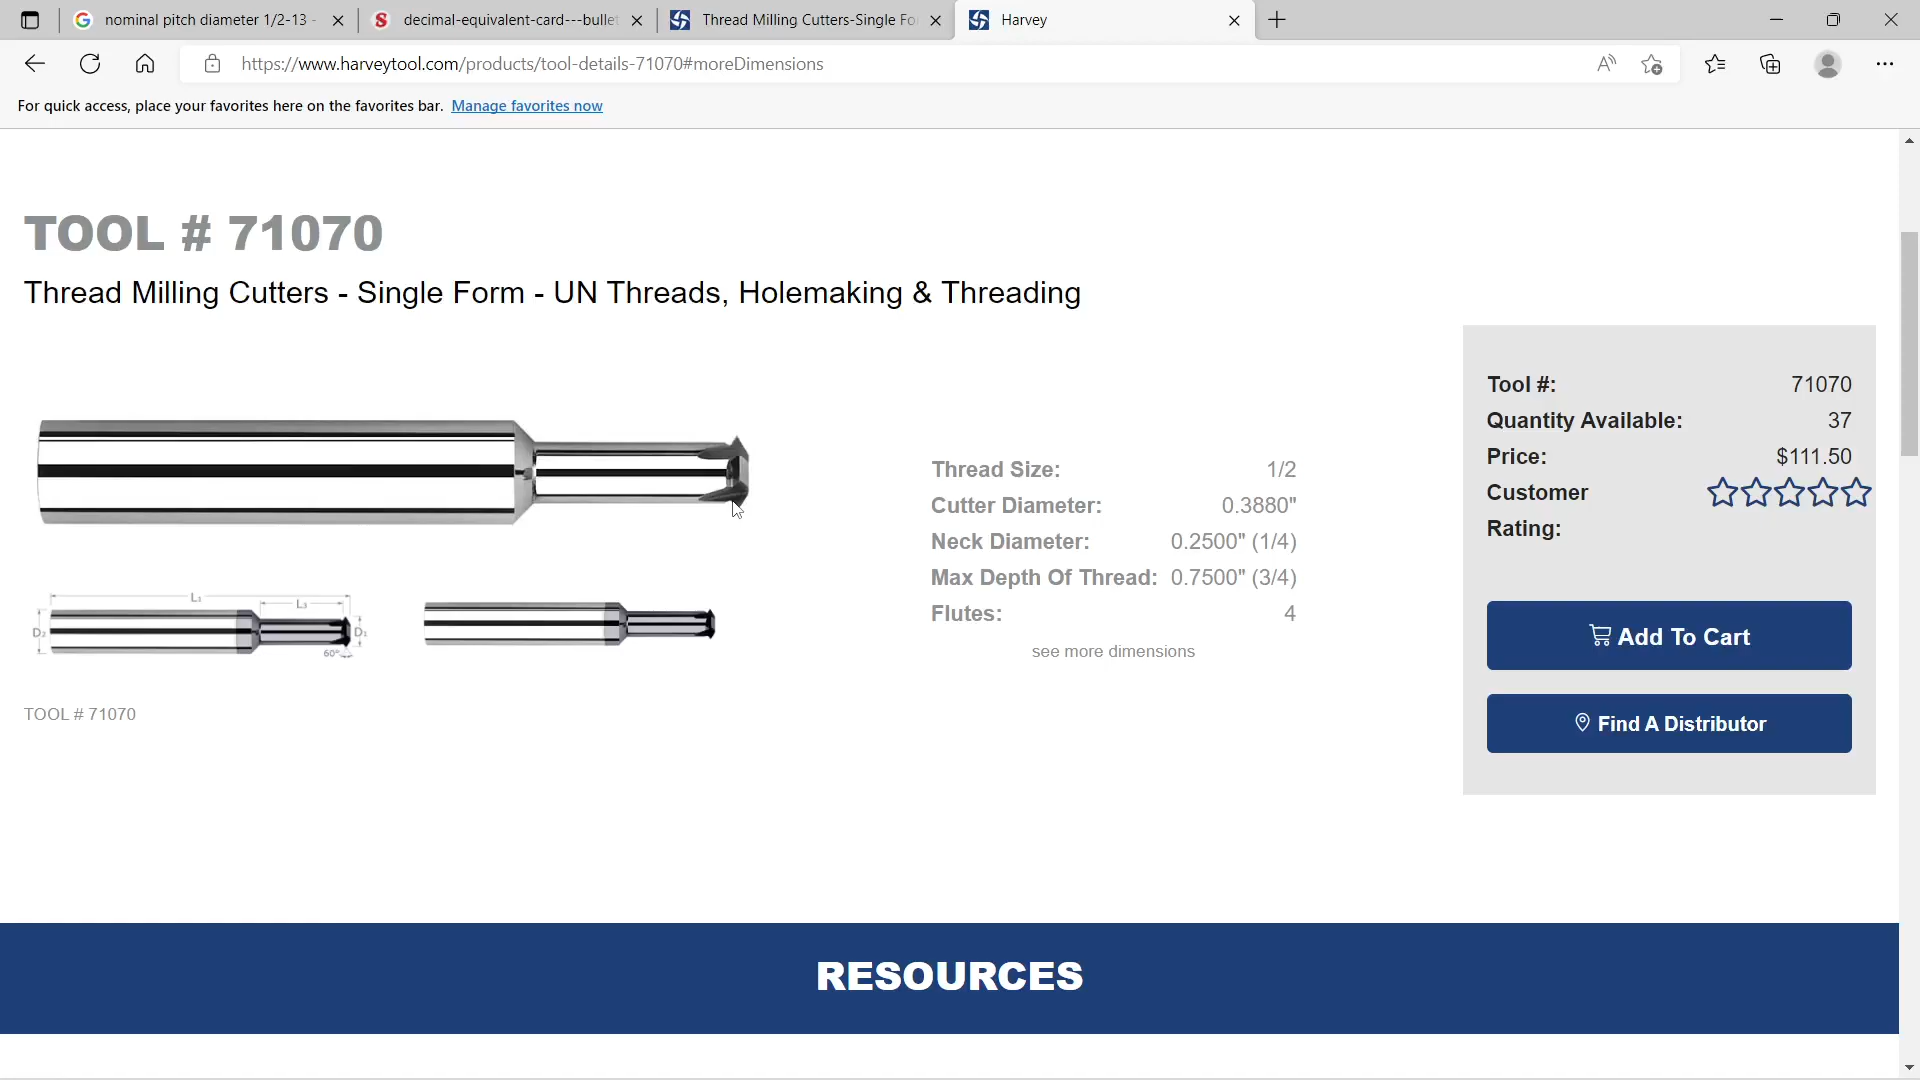 nominal pitch diameter 1/2-13 -
decimal-equivalent-card---bullet
Thread Milling Cutters-Single Fo
Harvey
https://www.harveytool.com/products/tool-details-71070#moreDimensions
For quick access, place your favorites here on the favorites bar. Manage favorites now
TOOL # 71070
Thread Milling Cutters - Single Form - UN Threads, Holemaking & Threading
Thread Size: 1/2
Cutter Diameter: 0.3880"
Neck Diameter: 0.2500" (1/4)
Max Depth Of Thread: 0.7500" (3/4)
Flutes: 4
see more dimensions
L₁
L₃
D₂
D₁
60°
TOOL # 71070
Tool #: 71070
Quantity Available: 37
Price: $111.50
Customer
Rating:
Add To Cart
Find A Distributor
RESOURCES